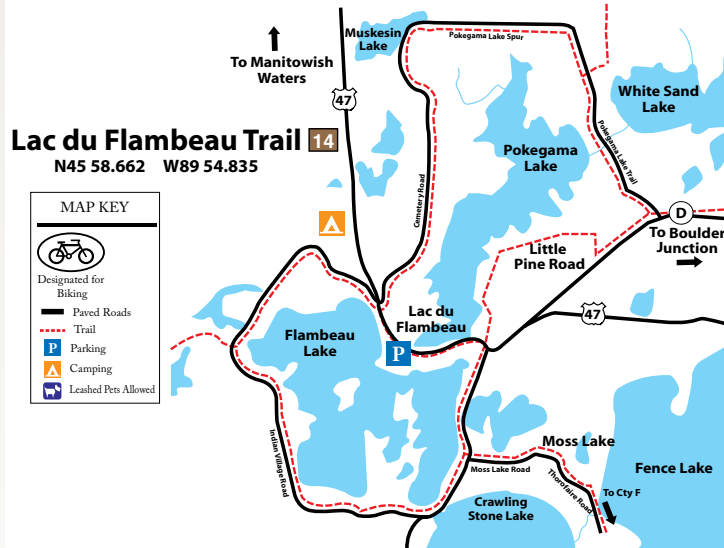 Muskesin
Lake
Pokegama Lake Spur
To Manitowish
Waters
47
White Sand
Lake
Lac du Flambeau Trail 14
N45 58.662 W89 54.835
Pokegama
Lake
Pokegama Lake Trail
Cemetery Road
MAP KEY
Designated for
Biking
Paved Roads
Trail
P Parking
Camping
Leashed Pets Allowed
D
To Boulder
Junction
Little
Pine Road
Lac du
Flambeau
47
Flambeau
Lake
P
Indian Village Road
Moss Lake
Moss Lake Road
Thorofaire Road
Fence Lake
To Cty F
Crawling
Stone Lake